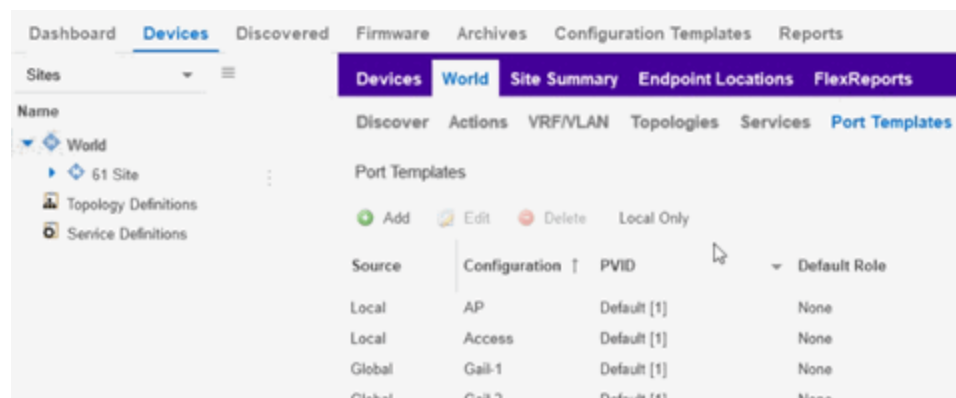 Dashboard Devices Discovered Firmware Archives Configuration Templates Reports
Sites
Devices World Site Summary Endpoint Locations FlexReports
Name
Discover Actions VRF/VLAN Topologies Services Port Templates
World
61 Site
Topology Definitions
Service Definitions
Port Templates
Add Edit Delete Local Only
Source Configuration ↑ PVID Default Role
Local AP Default [1] None
Local Access Default [1] None
Global Gail-1 Default [1] None